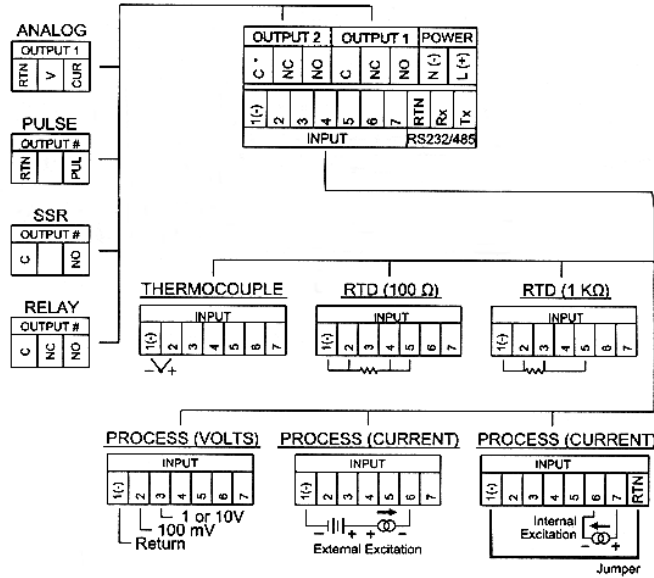 ANALOG
OUTPUT 1
RTN V CUR
PULSE
OUTPUT #
RTN PUL
SSR
OUTPUT #
C NO
RELAY
OUTPUT #
C NC NO
OUTPUT 2 OUTPUT 1 POWER
C * NC NO C NC NO N (-) L (+)
1(-) 2 3 4 5 6 7 RTN Rx Tx
INPUT RS232/485
THERMOCOUPLE
INPUT
1(-) 2 3 4 5 6 7
- +
RTD (100 Ω)
INPUT
1(-) 2 3 4 5 6 7
RTD (1 KΩ)
INPUT
1(-) 2 3 4 5 6 7
PROCESS (VOLTS)
INPUT
1(-) 2 3 4 5 6 7
1 or 10V
100 mV
Return
PROCESS (CURRENT)
INPUT
1(-) 2 3 4 5 6 7
- + + -
External Excitation
PROCESS (CURRENT)
INPUT
1(-) 2 3 4 5 6 7 RTN
Internal
Excitation
- +
Jumper